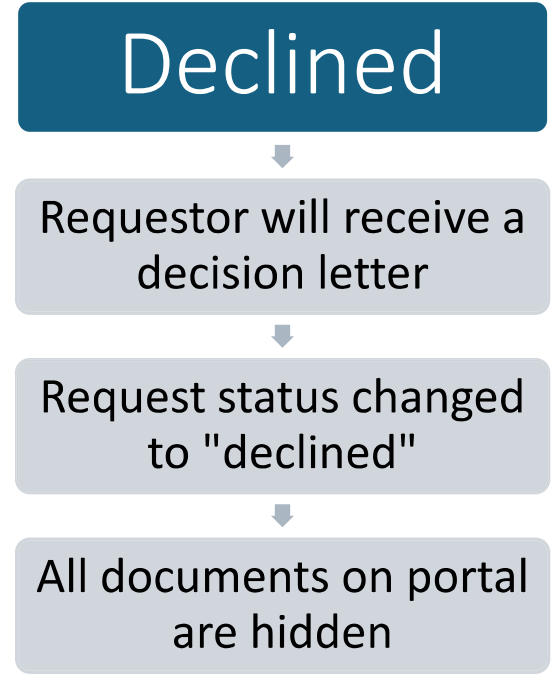 Declined
Requestor will receive a
decision letter
Request status changed
to "declined"
All documents on portal
are hidden